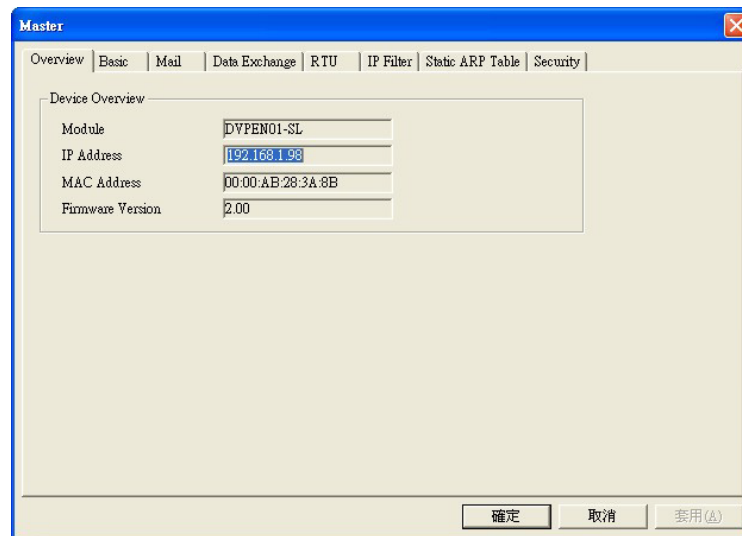 Master
Overview Basic Mail Data Exchange RTU IP Filter Static ARP Table Security
Device Overview
Module DVPEN01-SL
IP Address 192.168.1.98
MAC Address 00:00:AB:28:3A:8B
Firmware Version 2.00
確定 取消 套用(A)